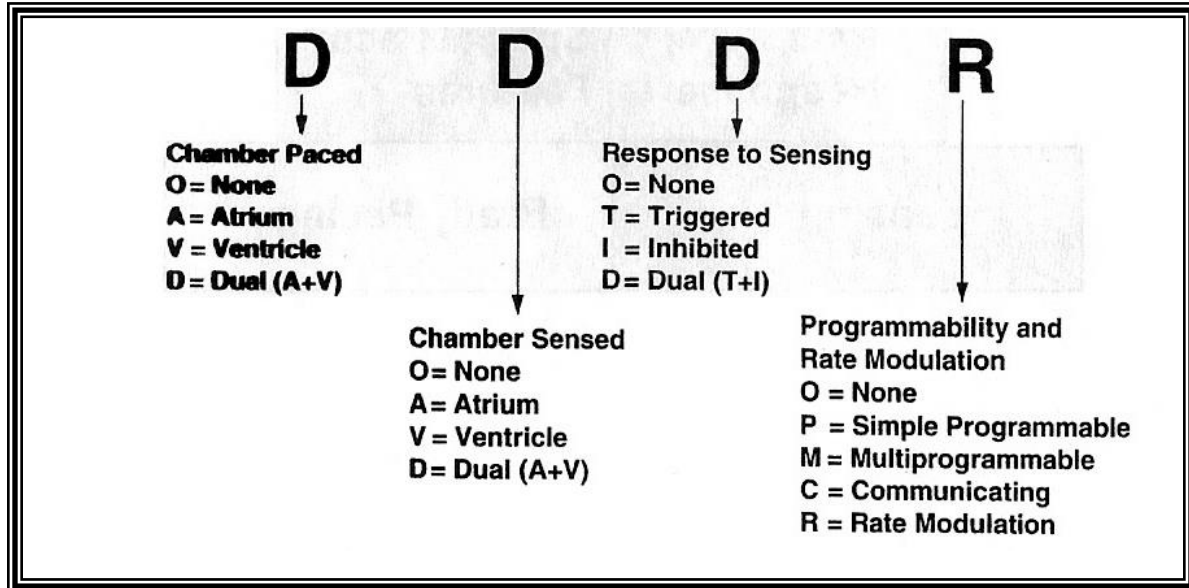 D D D R
Chamber Paced
O= None
A= Atrium
V= Ventricle
D= Dual (A+V)
Chamber Sensed
O= None
A= Atrium
V= Ventricle
D= Dual (A+V)
Response to Sensing
O= None
T = Triggered
I = Inhibited
D= Dual (T+I)
Programmability and
Rate Modulation
O = None
P = Simple Programmable
M = Multiprogrammable
C = Communicating
R = Rate Modulation